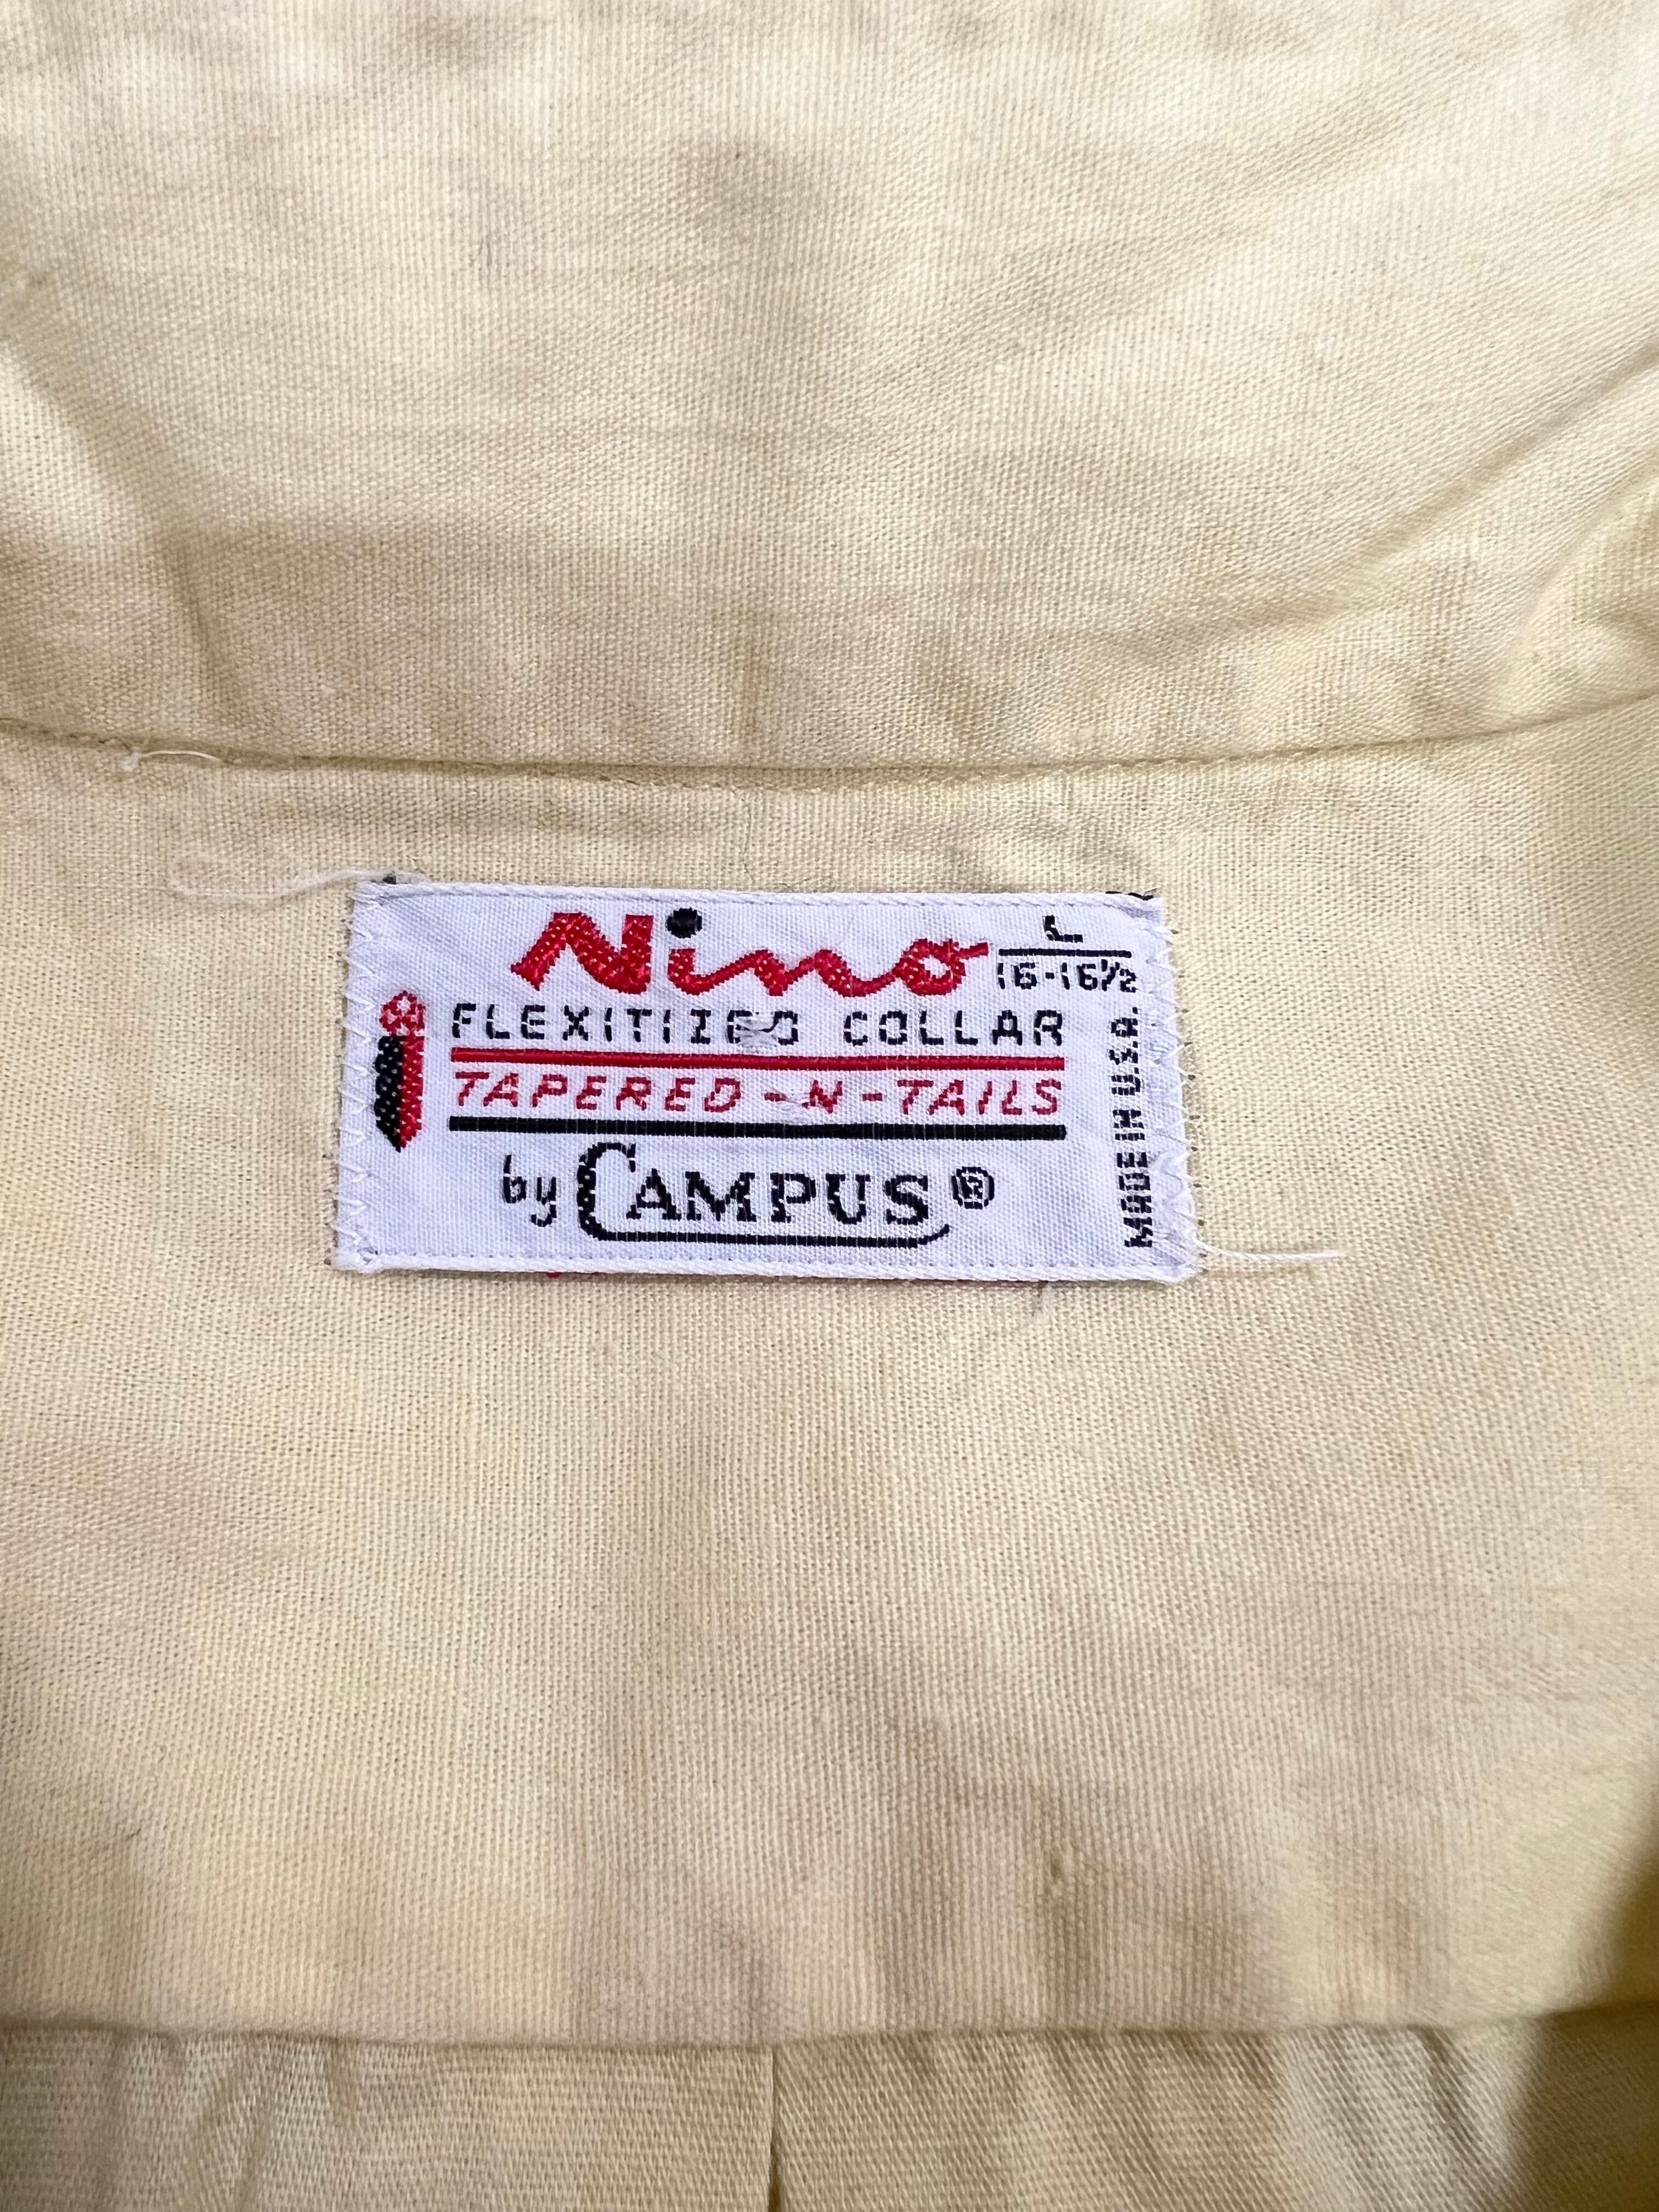 Nino L
16-16½
FLEXITIZED COLLAR
TAPERED-N-TAILS
by CAMPUS ®
MADE IN U.S.A.